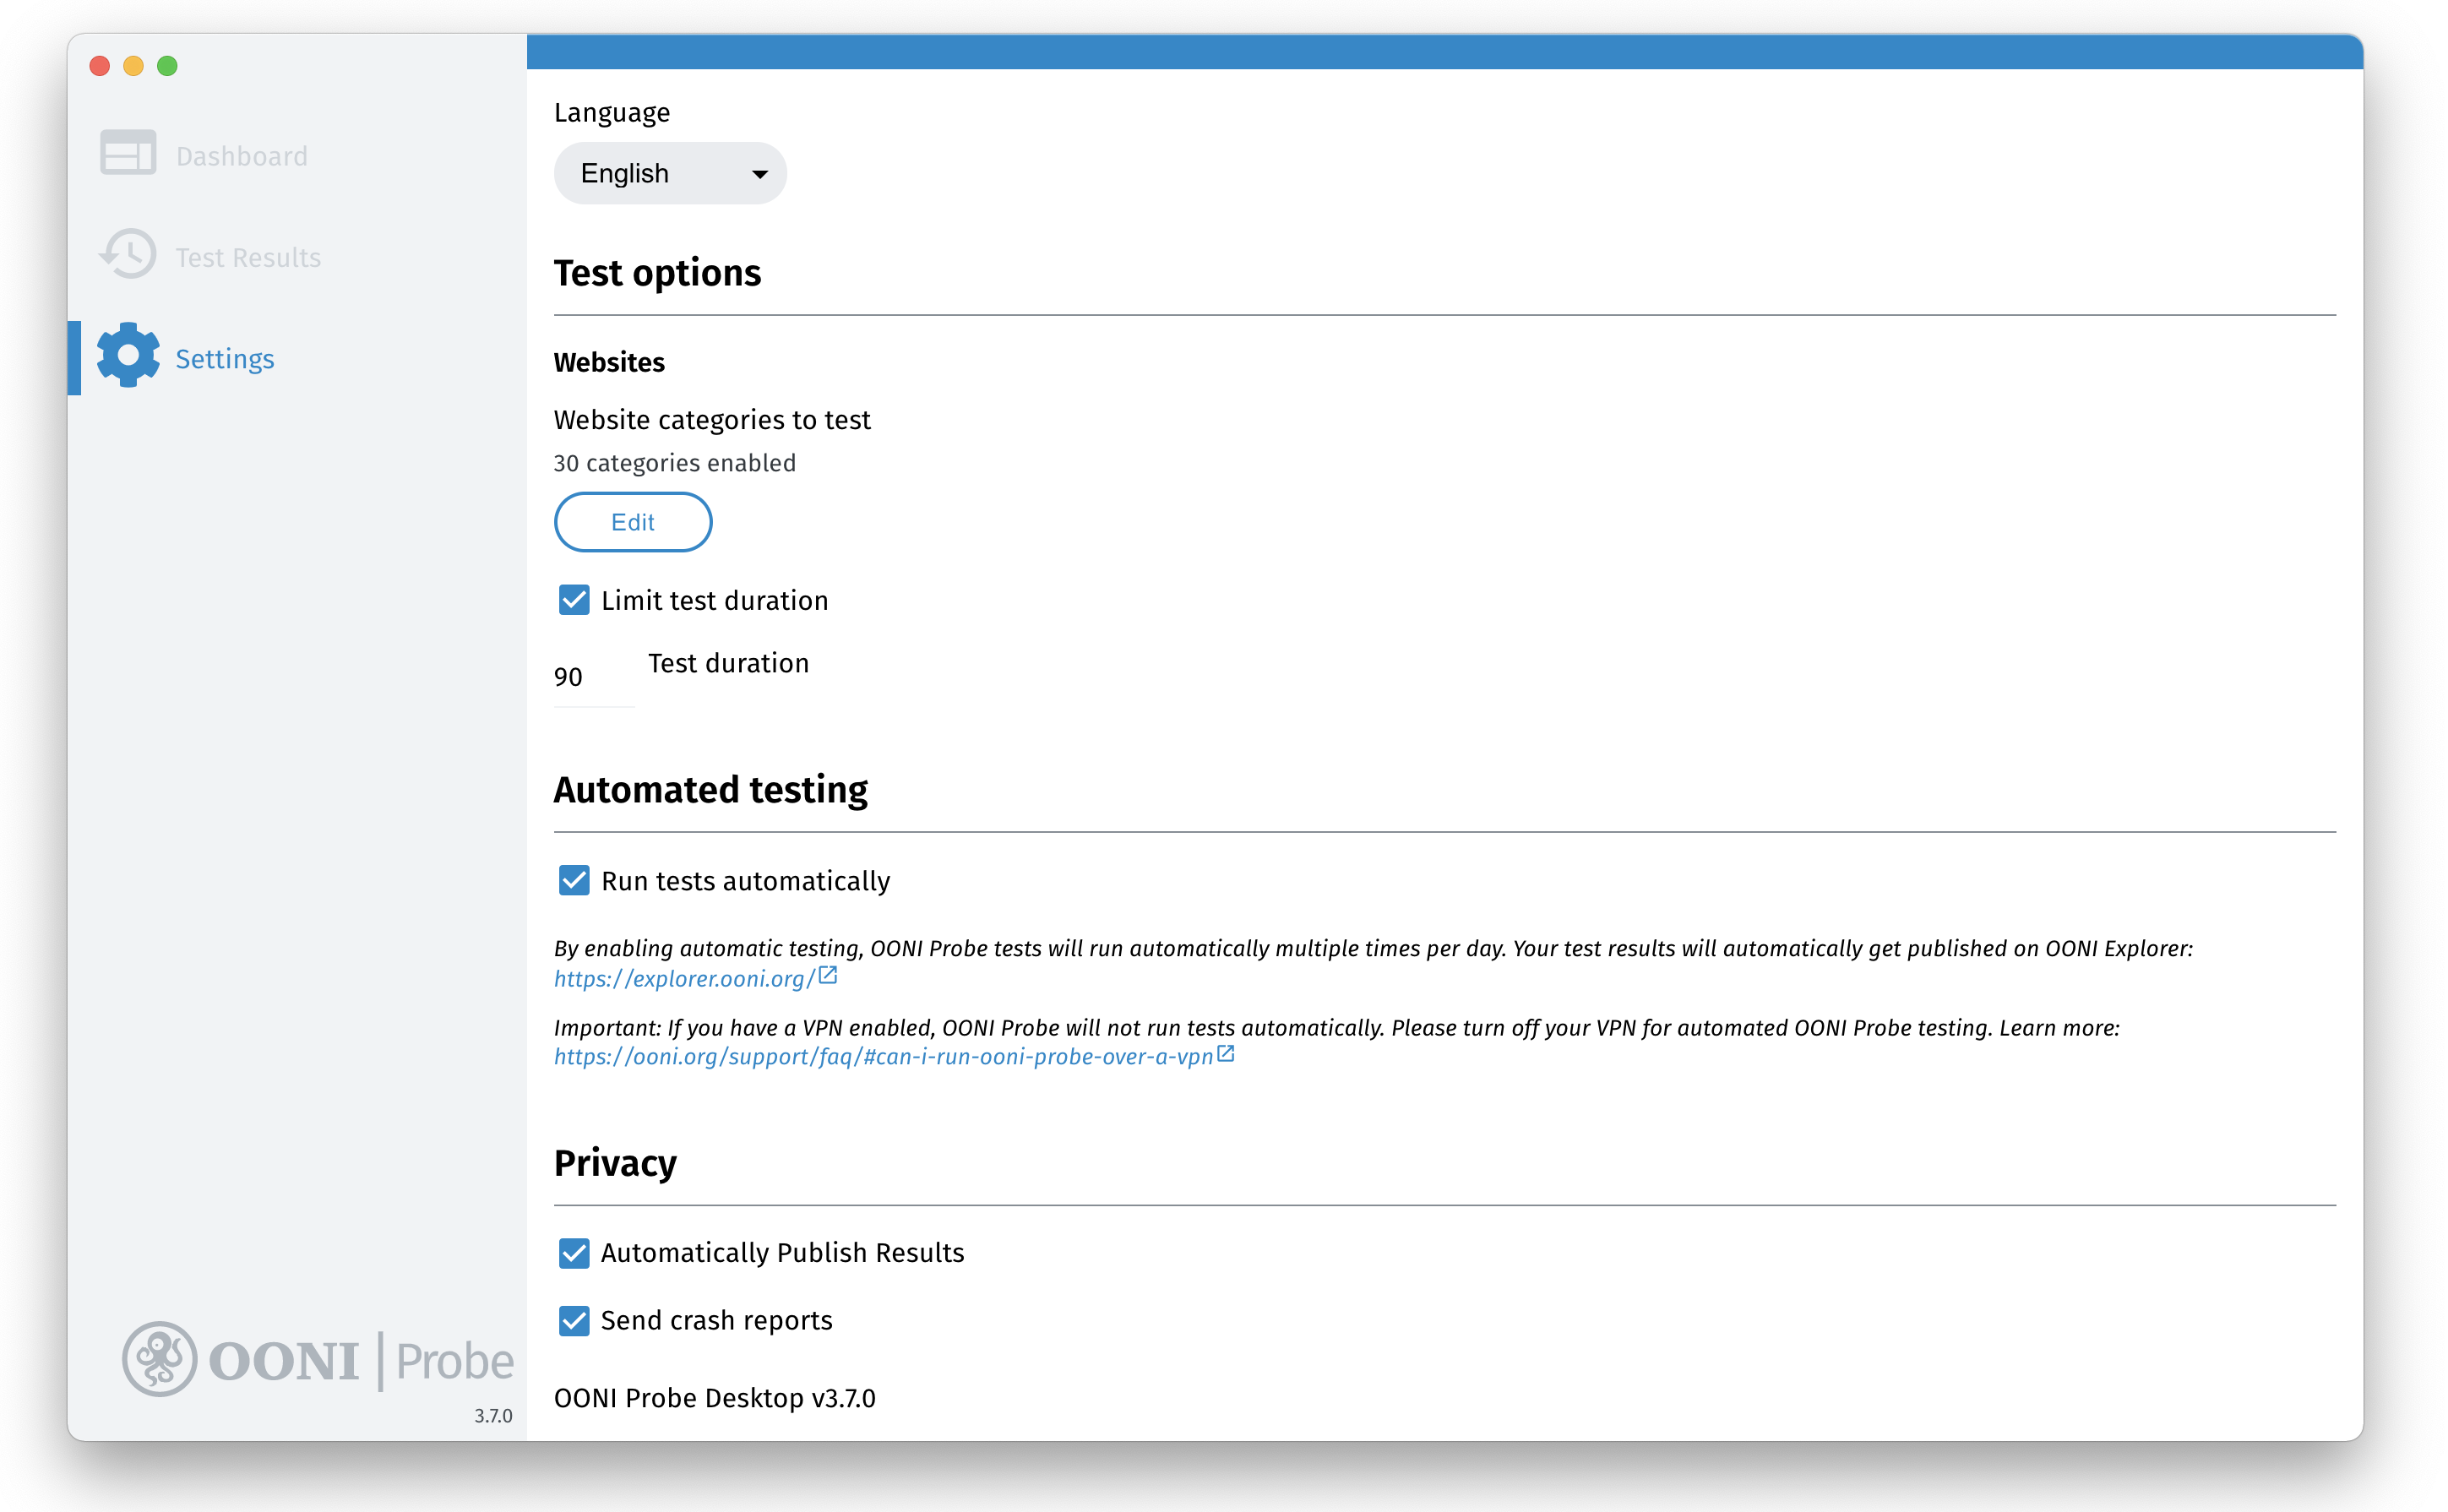 Dashboard
Test Results
Settings
OONI | Probe
3.7.0
Language
English
Test options
Websites
Website categories to test
30 categories enabled
Edit
Limit test duration
90
Test duration
Automated testing
Run tests automatically
By enabling automatic testing, OONI Probe tests will run automatically multiple times per day. Your test results will automatically get published on OONI Explorer:
https://explorer.ooni.org/
Important: If you have a VPN enabled, OONI Probe will not run tests automatically. Please turn off your VPN for automated OONI Probe testing. Learn more:
https://ooni.org/support/faq/#can-i-run-ooni-probe-over-a-vpn
Privacy
Automatically Publish Results
Send crash reports
OONI Probe Desktop v3.7.0